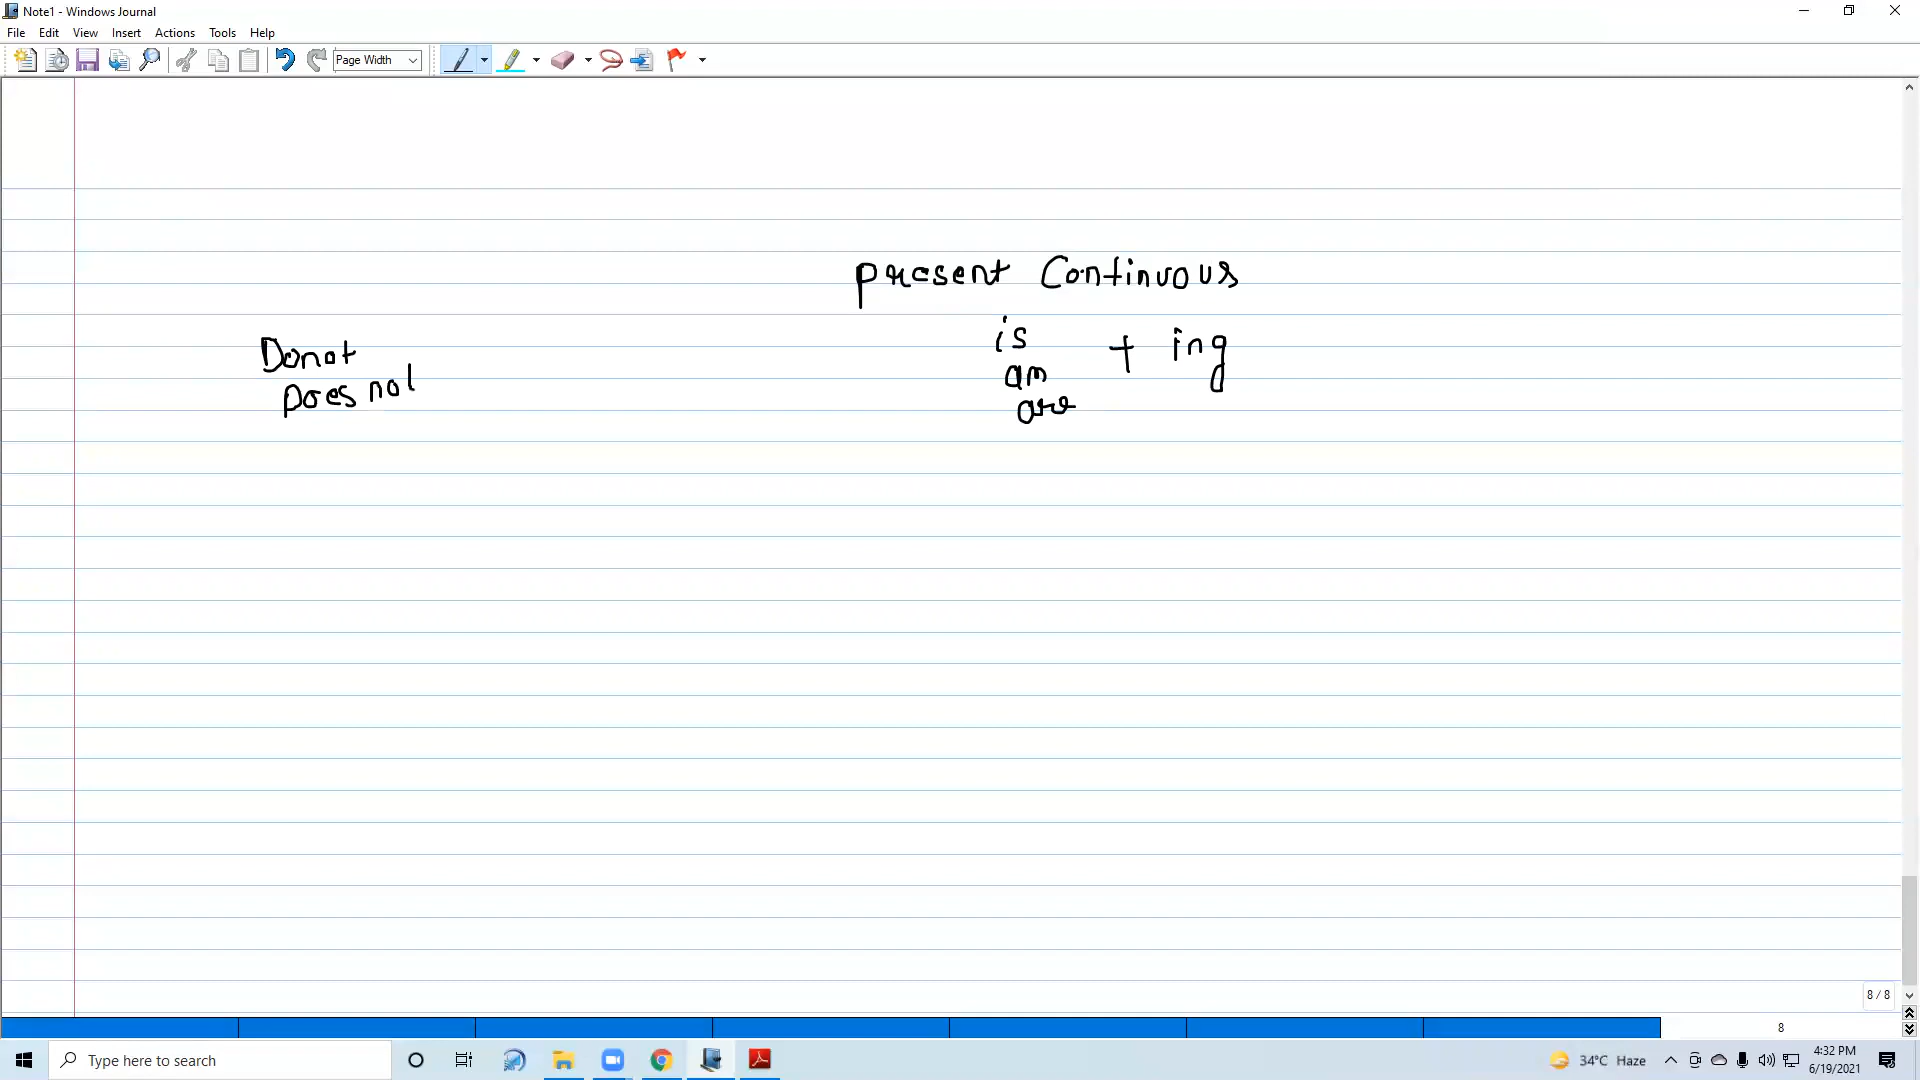 Note1 - Windows Journal
File Edit View Insert Actions Tools Help
Page Width
present Continuous
is + ing
am
are
Donot
Does not
8 / 8
8
Type here to search
34°C Haze
4:32 PM
6/19/2021